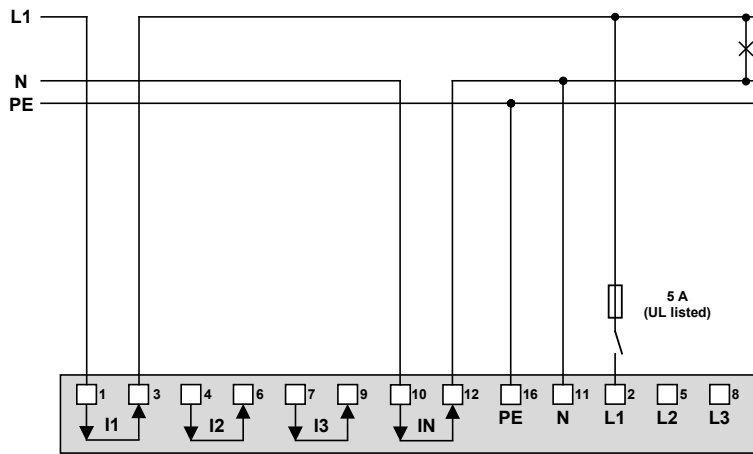 L1
N
PE
5 A
(UL listed)
1 3 4 6 7 9 10 12 16 11 2 5 8
I1 I2 I3 IN PE N L1 L2 L3